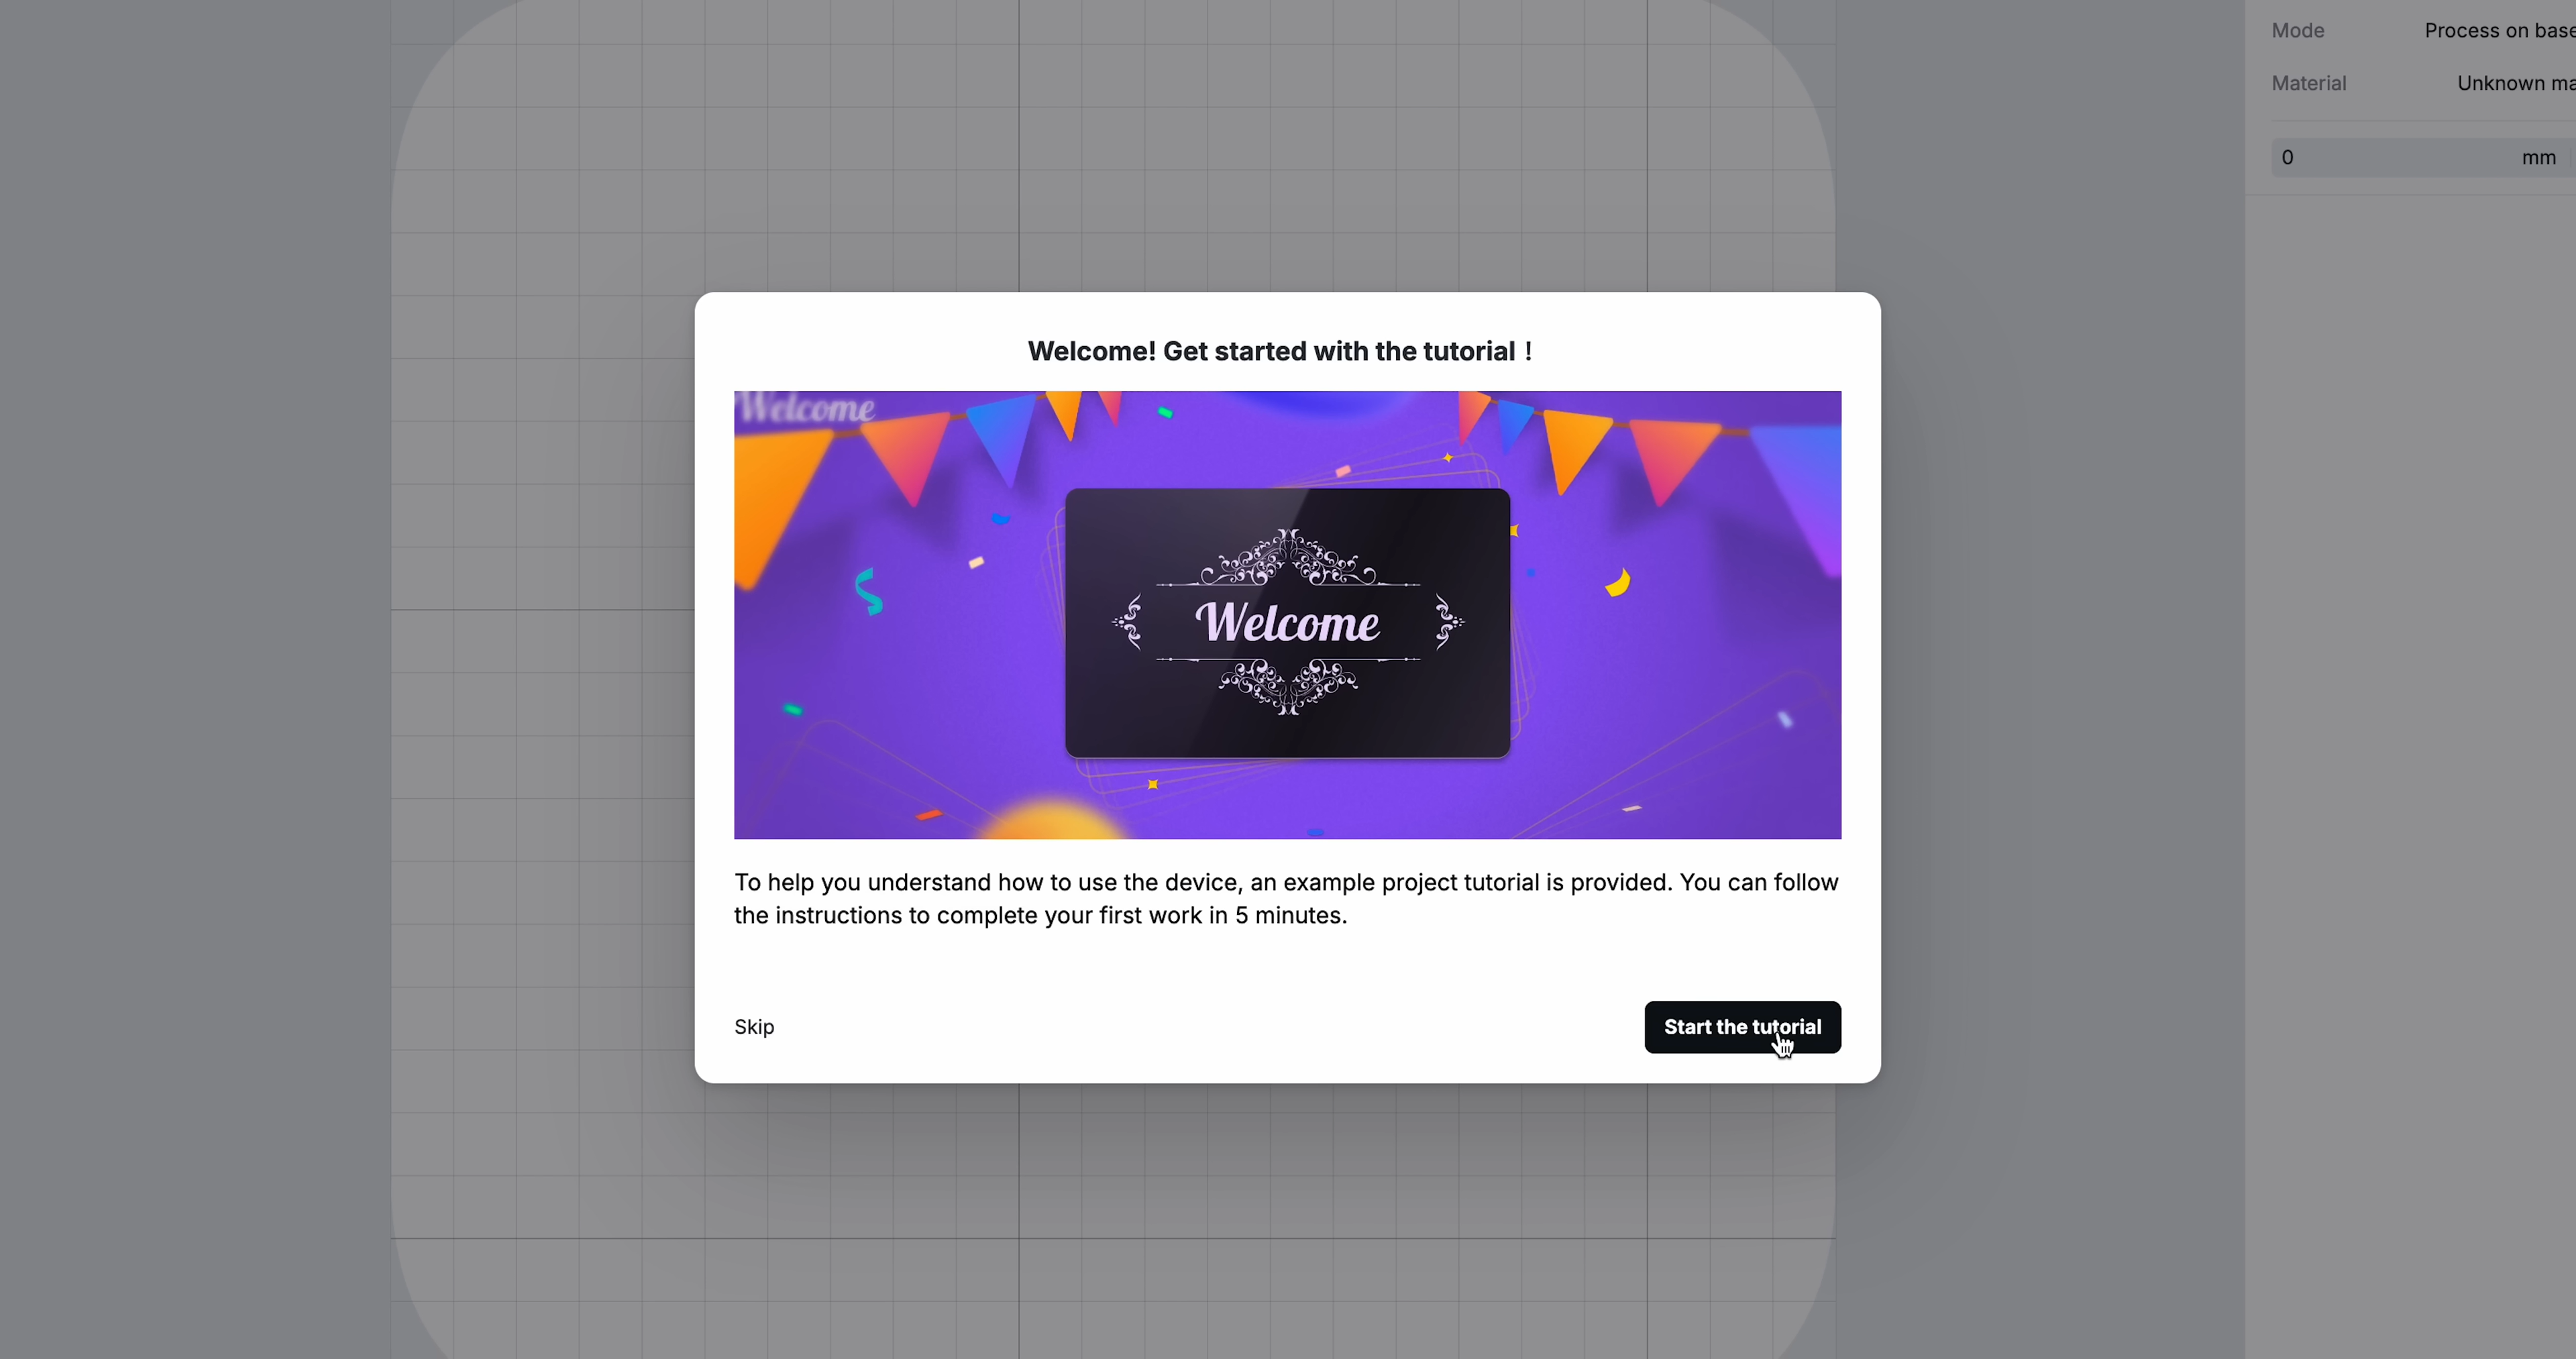 Mode Process on base
Material Unknown ma
0 mm
Welcome! Get started with the tutorial !
Welcome
Welcome
To help you understand how to use the device, an example project tutorial is provided. You can follow
the instructions to complete your first work in 5 minutes.
Skip
Start the tutorial